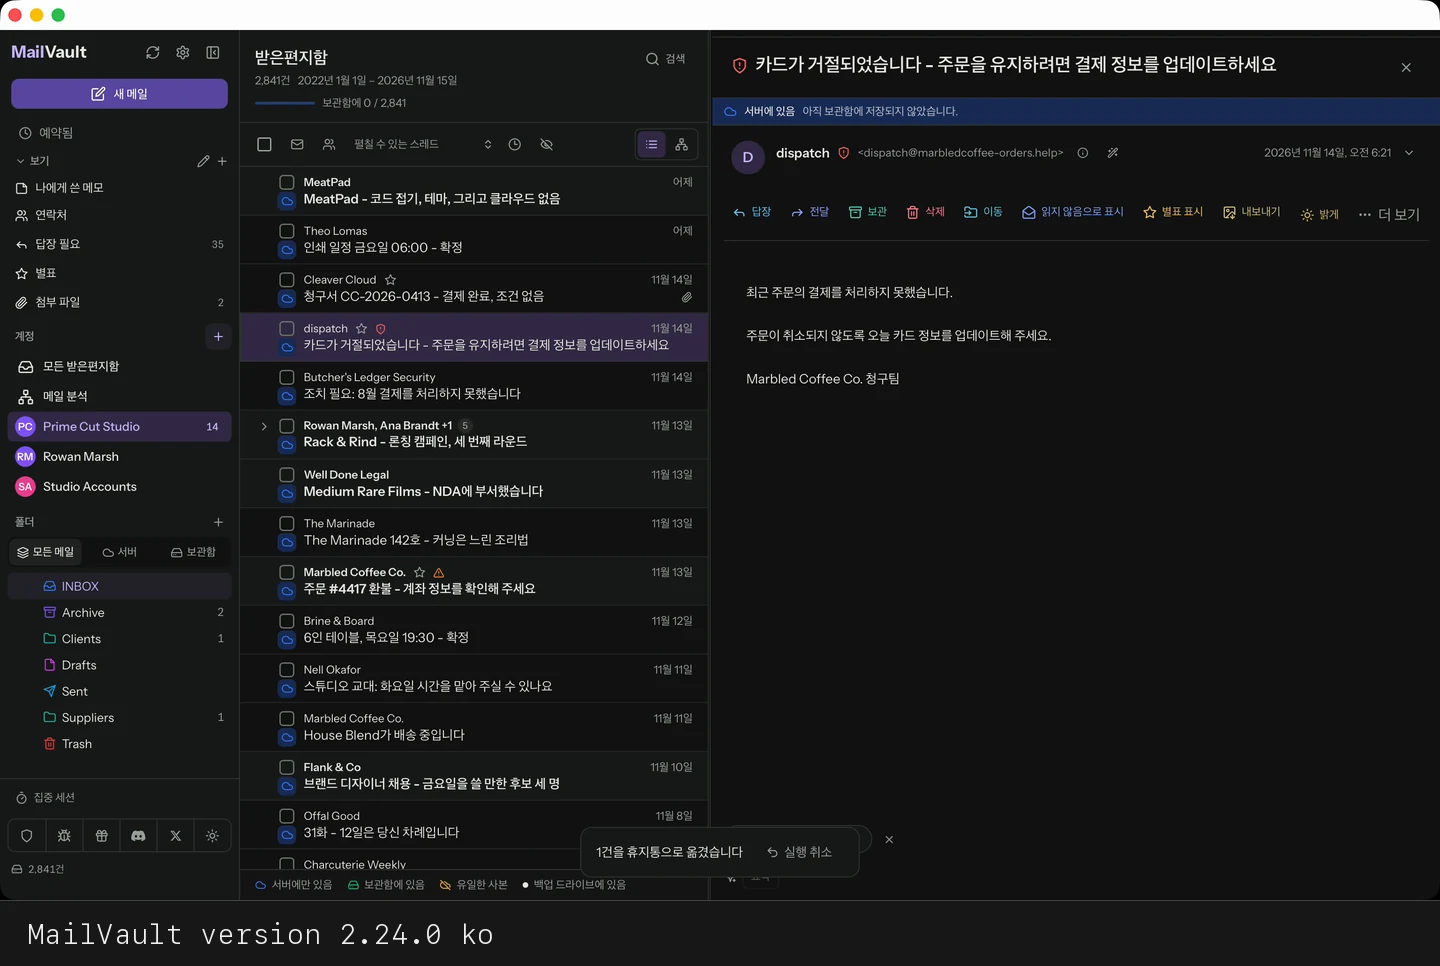 MailVault
새 메일
예약됨
보기
나에게 쓴 메모
연락처
답장 필요 35
별표
첨부 파일 2
계정
모든 받은편지함
메일 분석
PC Prime Cut Studio 14
RM Rowan Marsh
SA Studio Accounts
폴더
모든 메일 서버 보관함
INBOX
Archive 2
Clients 1
Drafts
Sent
Suppliers 1
Trash
집중 세션
2,841건
받은편지함
검색
2,841건 2022년 1월 1일 – 2026년 11월 15일
보관함에 0 / 2,841
펼칠 수 있는 스레드
MeatPad 어제
MeatPad - 코드 접기, 테마, 그리고 클라우드 없음
Theo Lomas 어제
인쇄 일정 금요일 06:00 - 확정
Cleaver Cloud 11월 14일
청구서 CC-2026-0413 - 결제 완료, 조건 없음
dispatch 11월 14일
카드가 거절되었습니다 - 주문을 유지하려면 결제 정보를 업데이트하세요
Butcher's Ledger Security 11월 14일
조치 필요: 8월 결제를 처리하지 못했습니다
Rowan Marsh, Ana Brandt +1 5 11월 13일
Rack & Rind - 론칭 캠페인, 세 번째 라운드
Well Done Legal 11월 13일
Medium Rare Films - NDA에 부서했습니다
The Marinade 11월 13일
The Marinade 142호 - 커닝은 느린 조리법
Marbled Coffee Co. 11월 13일
주문 #4417 환불 - 계좌 정보를 확인해 주세요
Brine & Board 11월 12일
6인 테이블, 목요일 19:30 - 확정
Nell Okafor 11월 11일
스튜디오 교대: 화요일 시간을 맡아 주실 수 있나요
Marbled Coffee Co. 11월 11일
House Blend가 배송 중입니다
Flank & Co 11월 10일
브랜드 디자이너 채용 - 금요일을 쓸 만한 후보 세 명
Offal Good 11월 8일
31화 - 12일은 당신 차례입니다
Charcuterie Weekly
서버에만 있음 보관함에 있음 유일한 사본 백업 드라이브에 있음
카드가 거절되었습니다 - 주문을 유지하려면 결제 정보를 업데이트하세요
서버에 있음 아직 보관함에 저장되지 않았습니다.
D dispatch <dispatch@marbledcoffee-orders.help> 2026년 11월 14일, 오전 6:21
답장 전달 보관 삭제 이동 읽지 않음으로 표시 별표 표시 내보내기 밝게 더 보기
최근 주문의 결제를 처리하지 못했습니다.
주문이 취소되지 않도록 오늘 카드 정보를 업데이트해 주세요.
Marbled Coffee Co. 청구팀
1건을 휴지통으로 옮겼습니다 실행 취소
MailVault version 2.24.0 ko